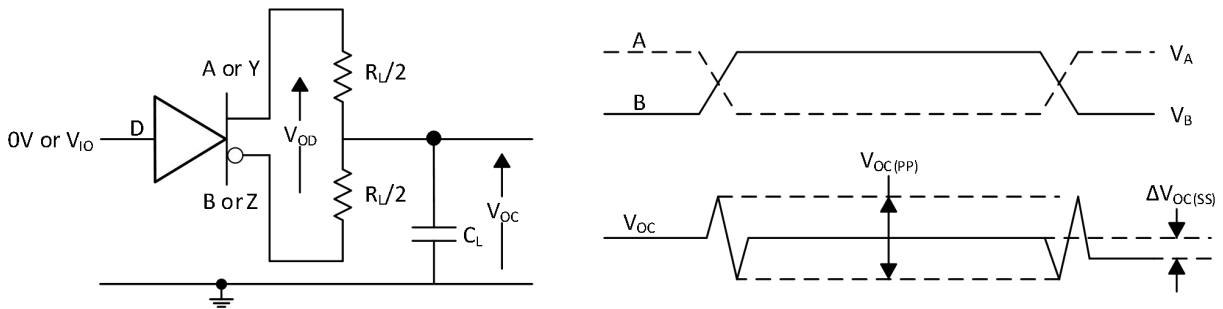 A or Y
R_L/2
D
0V or V_IO
V_OD
B or Z
R_L/2
V_OC
C_L
A
V_A
B
V_B
V_OC(PP)
ΔV_OC(SS)
V_OC